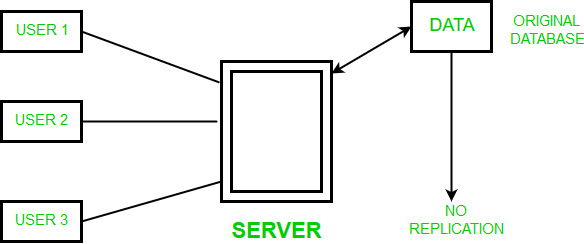 USER 1
DATA
ORIGINAL
DATABASE
USER 2
USER 3
SERVER
NO
REPLICATION